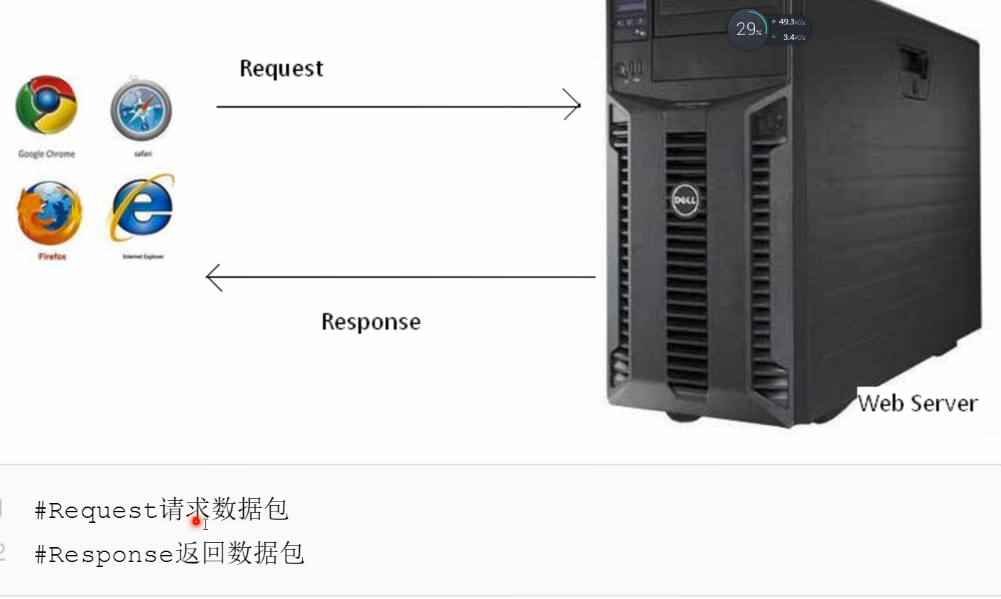 29%
+ 49.3K/s
+ 3.4K/s
Request
Google Chrome
safari
Firefox
Internet Explorer
DELL
Response
Web Server
1 #Request请求数据包
2 #Response返回数据包